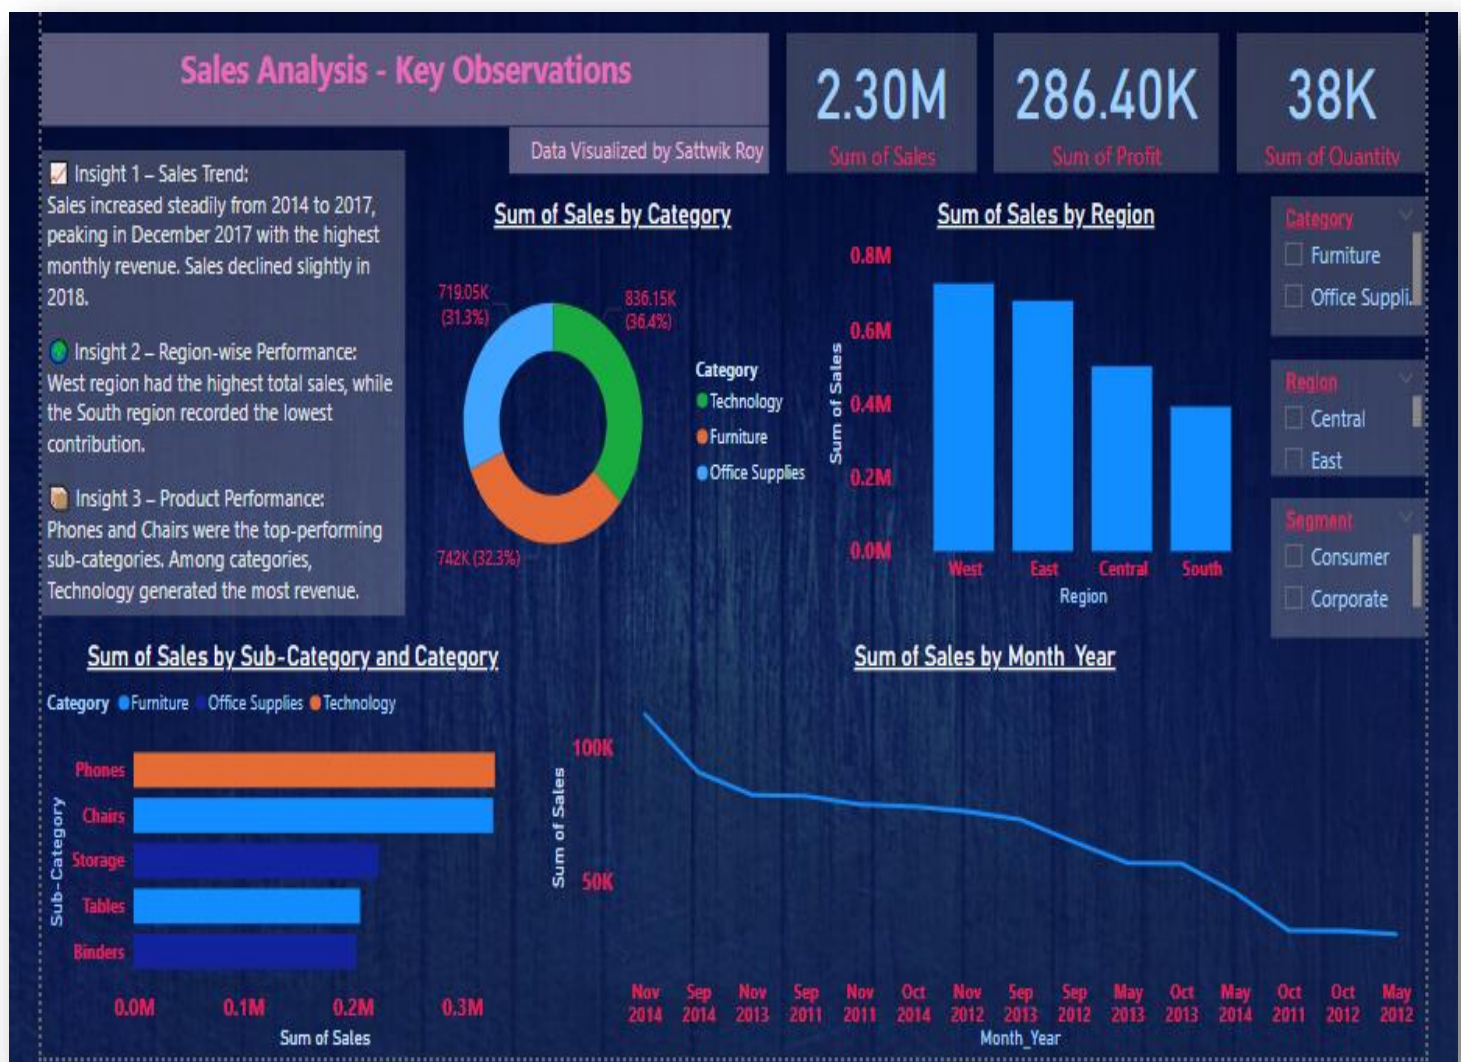 Sales Analysis - Key Observations
Data Visualized by Sattwik Roy
2.30M
Sum of Sales
286.40K
Sum of Profit
38K
Sum of Quantity
📈 Insight 1 – Sales Trend:
Sales increased steadily from 2014 to 2017,
peaking in December 2017 with the highest
monthly revenue. Sales declined slightly in
2018.
🌍 Insight 2 – Region-wise Performance:
West region had the highest total sales, while
the South region recorded the lowest
contribution.
📦 Insight 3 – Product Performance:
Phones and Chairs were the top-performing
sub-categories. Among categories,
Technology generated the most revenue.
Sum of Sales by Category
719.05K
(31.3%)
836.15K
(36.4%)
742K (32.3%)
Category
Technology
Furniture
Office Supplies
Sum of Sales by Region
Sum of Sales
0.8M
0.6M
0.4M
0.2M
0.0M
West East Central South
Region
Category
Furniture
Office Suppli..
Region
Central
East
Segment
Consumer
Corporate
Sum of Sales by Sub-Category and Category
Category Furniture Office Supplies Technology
Sub-Category
Phones
Chairs
Storage
Tables
Binders
0.0M 0.1M 0.2M 0.3M
Sum of Sales
Sum of Sales by Month_Year
Sum of Sales
100K
50K
Nov Sep Nov Sep Nov Oct Nov Sep Sep May Oct May Oct Oct May
2014 2014 2013 2011 2011 2014 2012 2013 2012 2013 2013 2014 2011 2012 2012
Month_Year